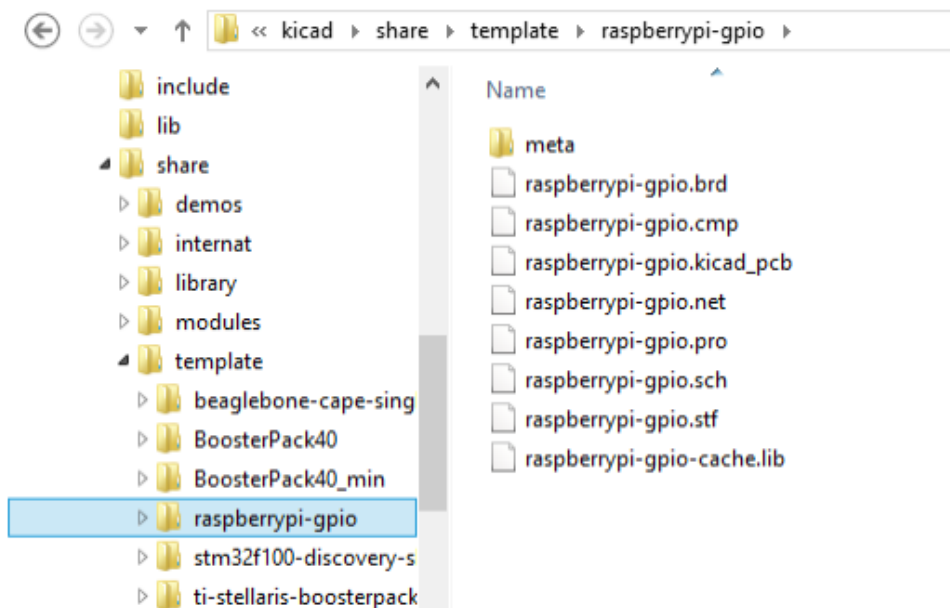 « kicad share template raspberrypi-gpio
include
lib
share
demos
internat
library
modules
template
beaglebone-cape-sing
BoosterPack40
BoosterPack40_min
raspberrypi-gpio
stm32f100-discovery-s
ti-stellaris-boosterpack
Name
meta
raspberrypi-gpio.brd
raspberrypi-gpio.cmp
raspberrypi-gpio.kicad_pcb
raspberrypi-gpio.net
raspberrypi-gpio.pro
raspberrypi-gpio.sch
raspberrypi-gpio.stf
raspberrypi-gpio-cache.lib